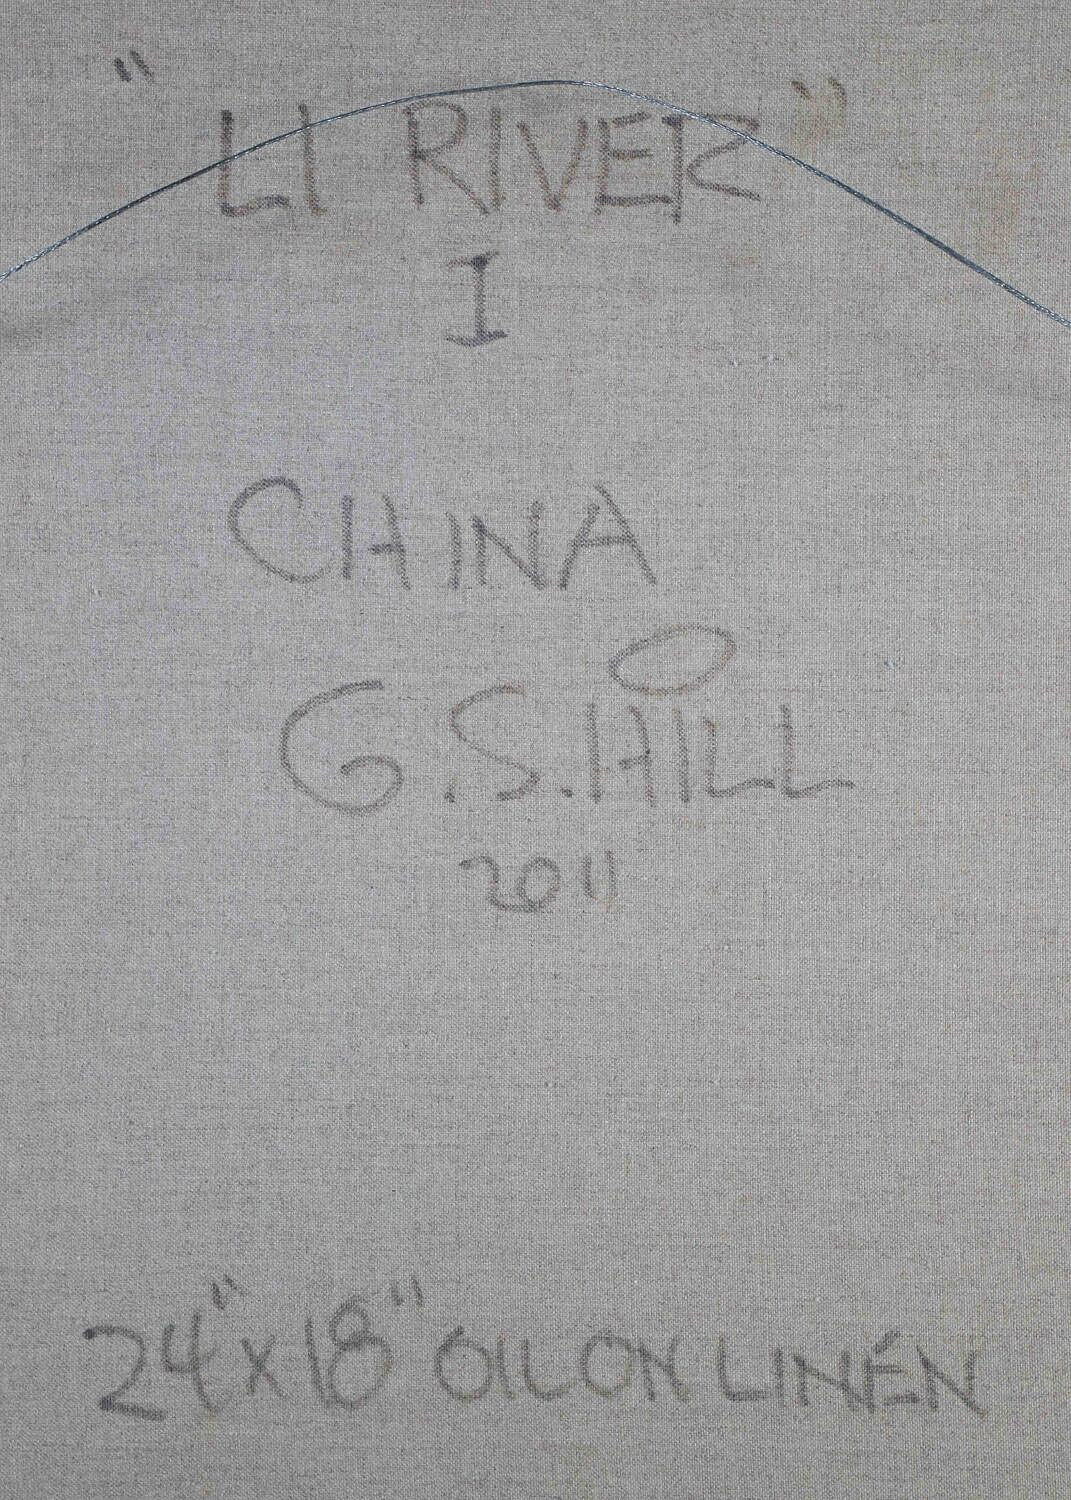 "LI RIVER"
I
CHINA
G.S.HILL
2011
24"x18" OIL ON LINEN